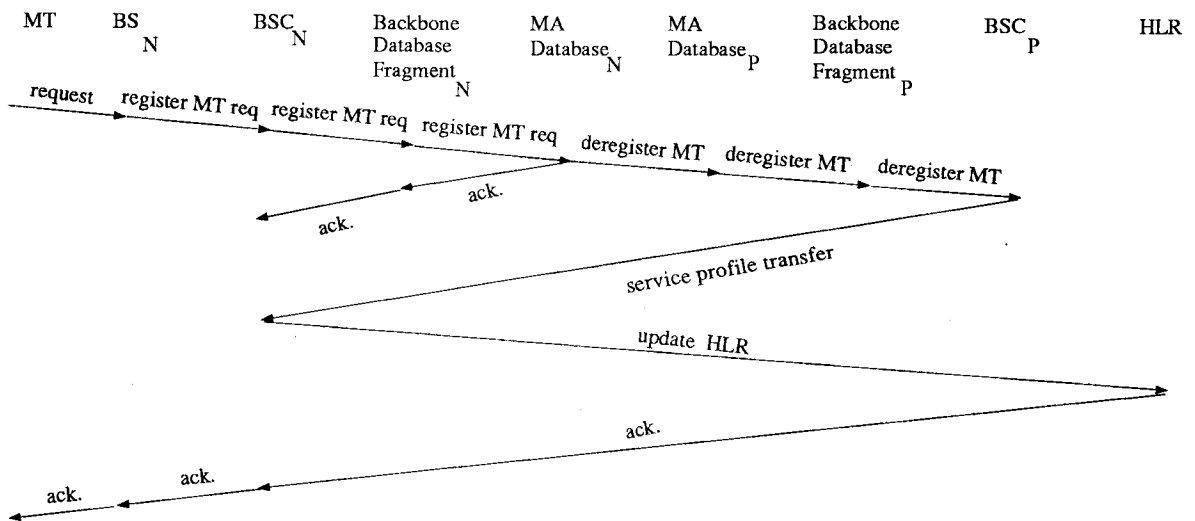 MT
BS N
BSC N
Backbone
Database
Fragment N
MA
Database N
MA
Database P
Backbone
Database
Fragment P
BSC P
HLR
request
register MT req
register MT req
register MT req
deregister MT
deregister MT
deregister MT
ack.
ack.
service profile transfer
update HLR
ack.
ack.
ack.